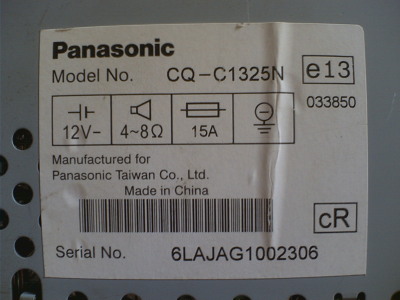 Panasonic
Model No. CQ-C1325N e13
033850
12V- 4~8Ω 15A
Manufactured for
Panasonic Taiwan Co., Ltd.
Made in China
cR
Serial No. 6LAJAG1002306